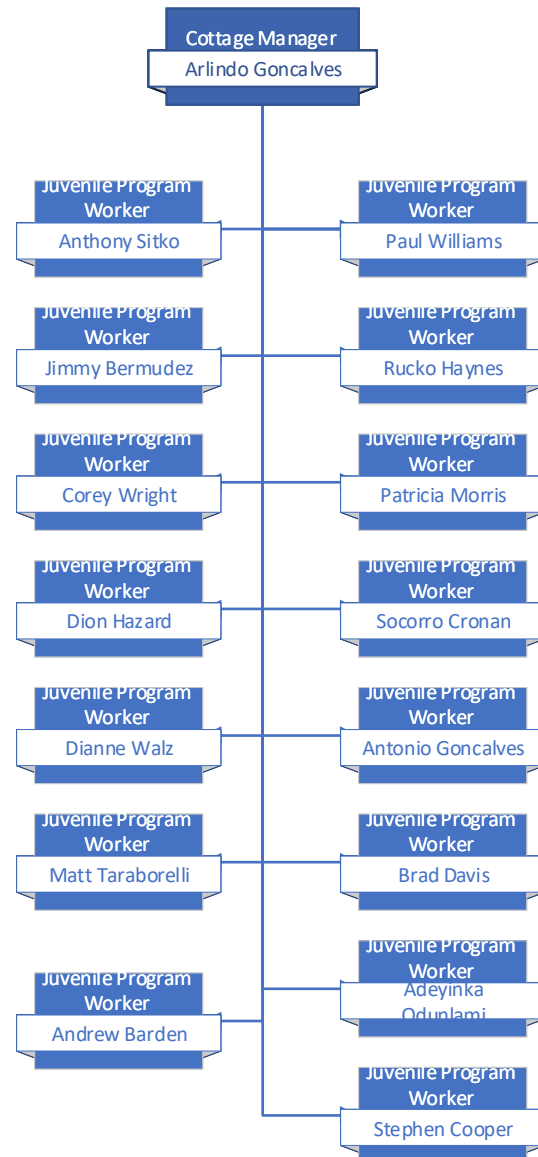 Cottage Manager
Arlindo Goncalves
Juvenile Program
Worker
Anthony Sitko
Juvenile Program
Worker
Paul Williams
Juvenile Program
Worker
Jimmy Bermudez
Juvenile Program
Worker
Rucko Haynes
Juvenile Program
Worker
Corey Wright
Juvenile Program
Worker
Patricia Morris
Juvenile Program
Worker
Dion Hazard
Juvenile Program
Worker
Socorro Cronan
Juvenile Program
Worker
Dianne Walz
Juvenile Program
Worker
Antonio Goncalves
Juvenile Program
Worker
Matt Taraborelli
Juvenile Program
Worker
Brad Davis
Juvenile Program
Worker
Andrew Barden
Juvenile Program
Worker
Adeyinka
Odunlami
Juvenile Program
Worker
Stephen Cooper